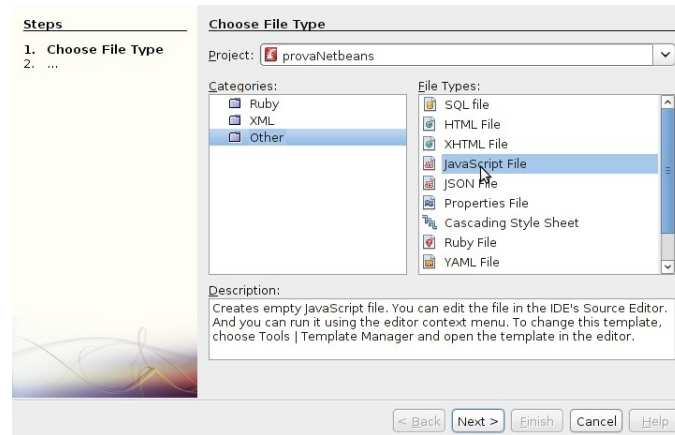 Steps
1. Choose File Type
2. ...
Choose File Type
Project: provaNetbeans
Categories:
Ruby
XML
Other
File Types:
SQL file
HTML File
XHTML File
JavaScript File
JSON File
Properties File
Cascading Style Sheet
Ruby File
YAML File
Description:
Creates empty JavaScript file. You can edit the file in the IDE's Source Editor.
And you can run it using the editor context menu. To change this template,
choose Tools | Template Manager and open the template in the editor.
< Back Next > Finish Cancel Help